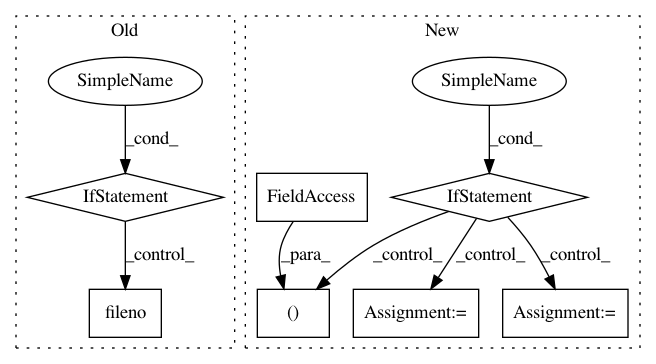 Old
New
SimpleName
SimpleName
_cond_
_cond_
IfStatement
FieldAccess
IfStatement
_control_
_para_
_control_
_control_
_control_
fileno
()
Assignment:=
Assignment:=